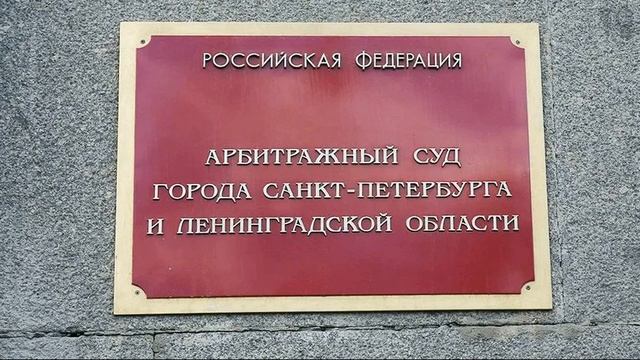 РОССИЙСКАЯ ФЕДЕРАЦИЯ
АРБИТРАЖНЫЙ СУД
ГОРОДА САНКТ-ПЕТЕРБУРГА
И ЛЕНИНГРАДСКОЙ ОБЛАСТИ